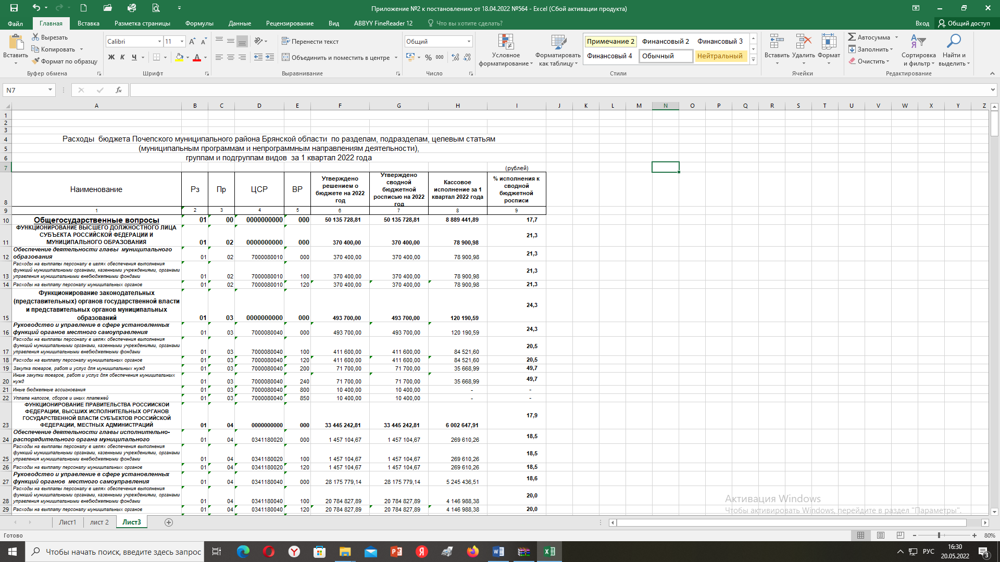 Приложение №2 к постановлению от 18.04.2022 №564 - Excel (Сбой активации продукта)
Файл Главная Вставка Разметка страницы Формулы Данные Рецензирование Вид ABBYY FineReader 12 Что вы хотите сделать? Вход Общий доступ
Вставить
Вырезать
Копировать
Формат по образцу
Буфер обмена
Calibri 11
Ж К Ч А
Шрифт
Перенести текст
Объединить и поместить в центре
Выравнивание
Общий
% 000
Число
Условное форматирование
Форматировать как таблицу
Примечание 2 Финансовый 2 Финансовый 3
Финансовый 4 Обычный Нейтральный
Стили
Вставить Удалить Формат
Ячейки
Автосумма
Заполнить
Очистить
Сортировка и фильтр
Найти и выделить
Редактирование
N7 fx
A B C D E F G H I J K L M N O P Q R S T U V W X Y Z
1
2
3
4 Расходы бюджета Почепского муниципального района Брянской области по разделам, подразделам, целевым статьям
5 (муниципальным программам и непрограммным направлениям деятельности),
6 группам и подгруппам видов за 1 квартал 2022 года
7 (рублей)
8 Наименование Рз Пр ЦСР ВР Утверждено решением о бюджете на 2022 год Утверждено сводной бюджетной росписью на 2022 год Кассовое исполнение за 1 квартал 2022 года % исполнения к сводной бюджетной росписи
9 1 2 3 4 5 6 7 8 9
10 Общегосударственные вопросы 01 00 0000000000 000 50 135 728,81 50 135 728,81 8 889 441,89 17,7
11 ФУНКЦИОНИРОВАНИЕ ВЫСШЕГО ДОЛЖНОСТНОГО ЛИЦА СУБЪЕКТА РОССИЙСКОЙ ФЕДЕРАЦИИ И МУНИЦИПАЛЬНОГО ОБРАЗОВАНИЯ 01 02 0000000000 000 370 400,00 370 400,00 78 900,98 21,3
12 Обеспечение деятельности главы муниципального образования 01 02 7000080010 000 370 400,00 370 400,00 78 900,98 21,3
13 Расходы на выплаты персоналу в целях обеспечения выполнения функций муниципальными органами, казенными учреждениями, органами управления муниципальными внебюджетными фондами 01 02 7000080010 100 370 400,00 370 400,00 78 900,98 21,3
14 Расходы на выплату персоналу муниципальных органов 01 02 7000080010 120 370 400,00 370 400,00 78 900,98 21,3
15 Функционирование законодательных (представительных) органов государственной власти и представительных органов муниципальных образований 01 03 0000000000 000 493 700,00 493 700,00 120 190,59 24,3
16 Руководство и управление в сфере установленных функций органов местного самоуправления 01 03 7000080040 000 493 700,00 493 700,00 120 190,59 24,3
17 Расходы на выплаты персоналу в целях обеспечения выполнения функций муниципальными органами, казенными учреждениями, органами управления муниципальными внебюджетными фондами 01 03 7000080040 100 411 600,00 411 600,00 84 521,60 20,5
18 Расходы на выплату персоналу муниципальных органов 01 03 7000080040 120 411 600,00 411 600,00 84 521,60 20,5
19 Закупка товаров, работ и услуг для муниципальных нужд 01 03 7000080040 200 71 700,00 71 700,00 35 668,99 49,7
20 Иные закупки товаров, работ и услуг для обеспечения муниципальных нужд 01 03 7000080040 240 71 700,00 71 700,00 35 668,99 49,7
21 Иные бюджетные ассигнования 01 03 7000080040 800 10 400,00 10 400,00 - -
22 Уплата налогов, сборов и иных платежей 01 03 7000080040 850 10 400,00 10 400,00 - -
23 ФУНКЦИОНИРОВАНИЕ ПРАВИТЕЛЬСТВА РОССИИСКОИ ФЕДЕРАЦИИ, ВЫСШИХ ИСПОЛНИТЕЛЬНЫХ ОРГАНОВ ГОСУДАРСТВЕННОЙ ВЛАСТИ СУБЪЕКТОВ РОССИЙСКОЙ ФЕДЕРАЦИИ, МЕСТНЫХ АДМИНИСТРАЦИЙ 01 04 0000000000 000 33 445 242,81 33 445 242,81 6 002 647,91 17,9
24 Обеспечение деятельности главы исполнительно-распорядительного органа муниципального 01 04 0341180020 000 1 457 104,67 1 457 104,67 269 610,26 18,5
25 Расходы на выплаты персоналу в целях обеспечения выполнения функций муниципальными органами, казенными учреждениями, органами управления муниципальными внебюджетными фондами 01 04 0341180020 100 1 457 104,67 1 457 104,67 269 610,26 18,5
26 Расходы на выплату персоналу муниципальных органов 01 04 0341180020 120 1 457 104,67 1 457 104,67 269 610,26 18,5
27 Руководство и управление в сфере установленных функций органов местного самоуправления 01 04 0341180040 000 28 175 779,14 28 175 779,14 5 245 436,51 18,6
28 Расходы на выплаты персоналу в целях обеспечения выполнения функций муниципальными органами, казенными учреждениями, органами управления муниципальными внебюджетными фондами 01 04 0341180040 100 20 784 827,89 20 784 827,89 4 146 988,38 20,0
29 Расходы на выплату персоналу муниципальных органов 01 04 0341180040 120 20 784 827,89 20 784 827,89 4 146 988,38 20,0
Активация Windows
Чтобы активировать Windows, перейдите в раздел "Параметры".
Лист1 лист 2 Лист3
Готово 80%
Чтобы начать поиск, введите здесь запрос
РУС 16:30
20.05.2022
3